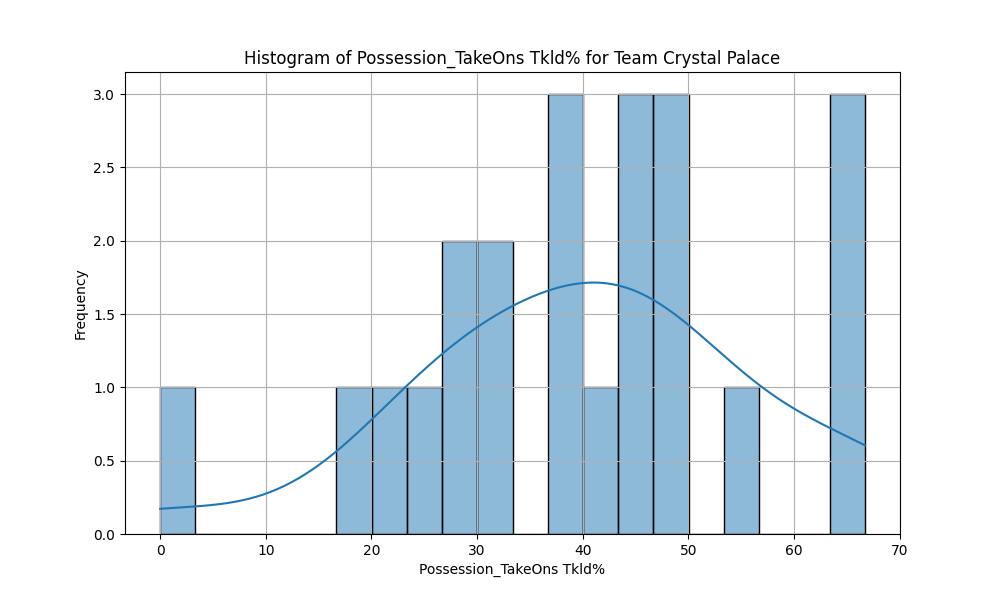 Histogram of Possession_TakeOns Tkld% for Team Crystal Palace
3.0
2.5
2.0
1.5
1.0
0.5
0.0
Frequency
0 10 20 30 40 50 60 70
Possession_TakeOns Tkld%